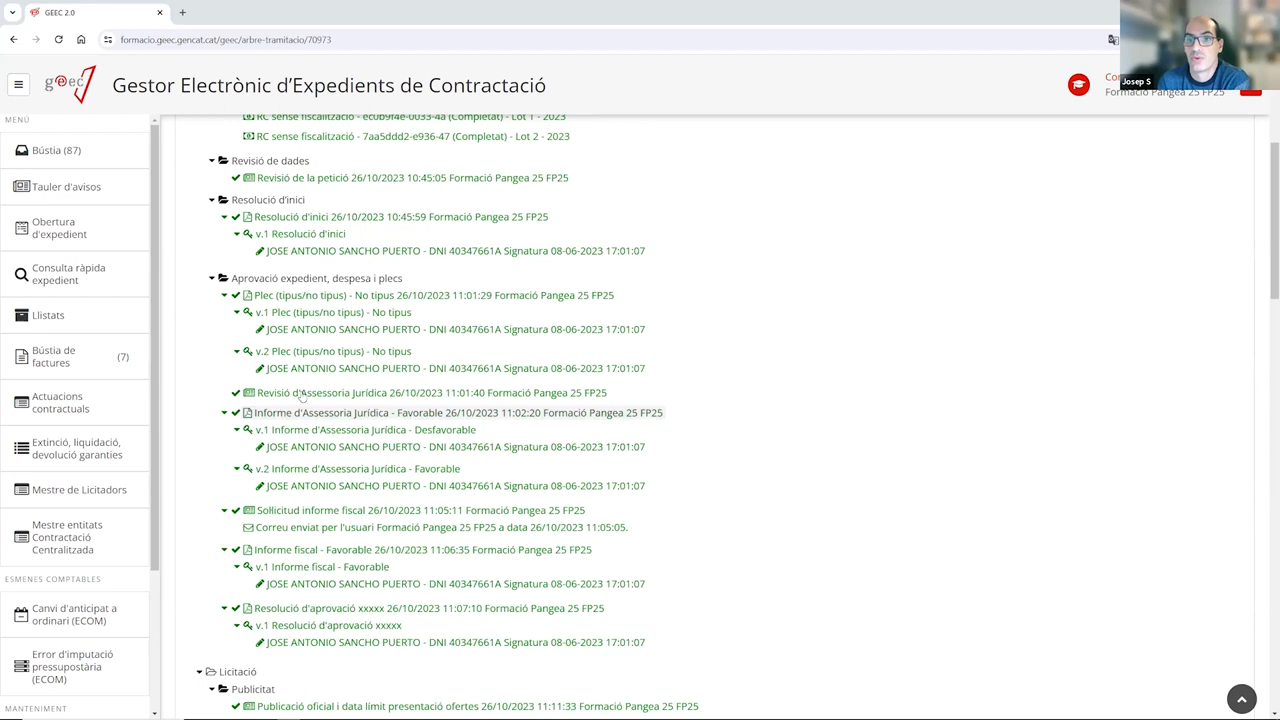 GEEC 2.0
formacio.geec.gencat.cat/geec/arbre-tramitacio/70973
Josep S
geec
Gestor Electrònic d'Expedients de Contractació
Formació Pangea 25 FP25
MENÚ
Bústia (87)
Tauler d'avisos
Obertura
d'expedient
Consulta ràpida
expedient
Llistats
Bústia de
factures
(7)
Actuacions
contractuals
Extinció, liquidació,
devolució garanties
Mestre de Licitadors
Mestre entitats
Contractació
Centralitzada
ESMENES COMPTABLES
Canvi d'anticipat a
ordinari (ECOM)
Error d'imputació
pressupostària
(ECOM)
MANTENIMENT
RC sense fiscalització - ec0b9f4e-0033-4a (Completat) - Lot 1 - 2023
RC sense fiscalització - 7aa5ddd2-e936-47 (Completat) - Lot 2 - 2023
Revisió de dades
Revisió de la petició 26/10/2023 10:45:05 Formació Pangea 25 FP25
Resolució d'inici
Resolució d'inici 26/10/2023 10:45:59 Formació Pangea 25 FP25
v.1 Resolució d'inici
JOSE ANTONIO SANCHO PUERTO - DNI 40347661A Signatura 08-06-2023 17:01:07
Aprovació expedient, despesa i plecs
Plec (tipus/no tipus) - No tipus 26/10/2023 11:01:29 Formació Pangea 25 FP25
v.1 Plec (tipus/no tipus) - No tipus
JOSE ANTONIO SANCHO PUERTO - DNI 40347661A Signatura 08-06-2023 17:01:07
v.2 Plec (tipus/no tipus) - No tipus
JOSE ANTONIO SANCHO PUERTO - DNI 40347661A Signatura 08-06-2023 17:01:07
Revisió d'Assessoria Jurídica 26/10/2023 11:01:40 Formació Pangea 25 FP25
Informe d'Assessoria Jurídica - Favorable 26/10/2023 11:02:20 Formació Pangea 25 FP25
v.1 Informe d'Assessoria Jurídica - Desfavorable
JOSE ANTONIO SANCHO PUERTO - DNI 40347661A Signatura 08-06-2023 17:01:07
v.2 Informe d'Assessoria Jurídica - Favorable
JOSE ANTONIO SANCHO PUERTO - DNI 40347661A Signatura 08-06-2023 17:01:07
Sol·licitud informe fiscal 26/10/2023 11:05:11 Formació Pangea 25 FP25
Correu enviat per l'usuari Formació Pangea 25 FP25 a data 26/10/2023 11:05:05.
Informe fiscal - Favorable 26/10/2023 11:06:35 Formació Pangea 25 FP25
v.1 Informe fiscal - Favorable
JOSE ANTONIO SANCHO PUERTO - DNI 40347661A Signatura 08-06-2023 17:01:07
Resolució d'aprovació xxxxx 26/10/2023 11:07:10 Formació Pangea 25 FP25
v.1 Resolució d'aprovació xxxxx
JOSE ANTONIO SANCHO PUERTO - DNI 40347661A Signatura 08-06-2023 17:01:07
Licitació
Publicitat
Publicació oficial i data límit presentació ofertes 26/10/2023 11:11:33 Formació Pangea 25 FP25